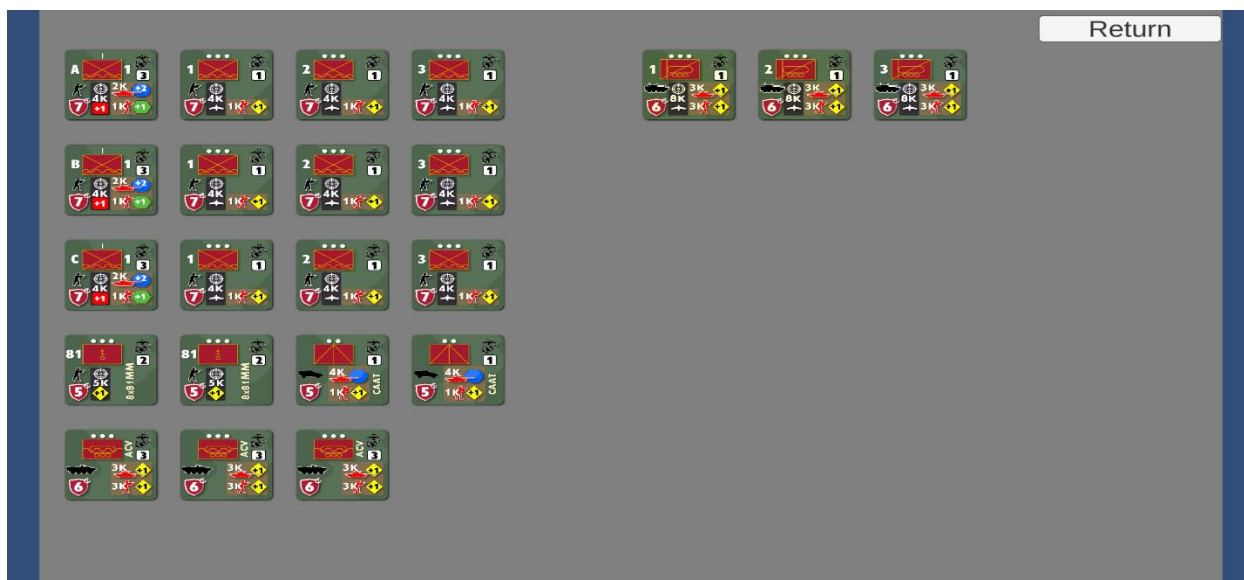 Return
A 1 3
2K +2
4K
7 +1 1K +1
1 1
4K
7 1K +1
2 1
4K
7 1K +1
3 1
4K
7 1K +1
1 1
3K +1
8K
6 3K +1
2 1
3K +1
8K
6 3K +1
3 1
3K +1
8K
6 3K +1
B 1 3
2K +2
4K
7 +1 1K +1
1 1
4K
7 1K +1
2 1
4K
7 1K +1
3 1
4K
7 1K +1
C 1 3
2K +2
4K
7 +1 1K +1
1 1
4K
7 1K +1
2 1
4K
7 1K +1
3 1
4K
7 1K +1
81 2
5K
5 +1
8x81MM
81 2
5K
5 +1
8x81MM
1
4K
5 1K +1
CAAT
1
4K
5 1K +1
CAAT
ACV
3
3K +1
6 3K +1
ACV
3
3K +1
6 3K +1
ACV
3
3K +1
6 3K +1